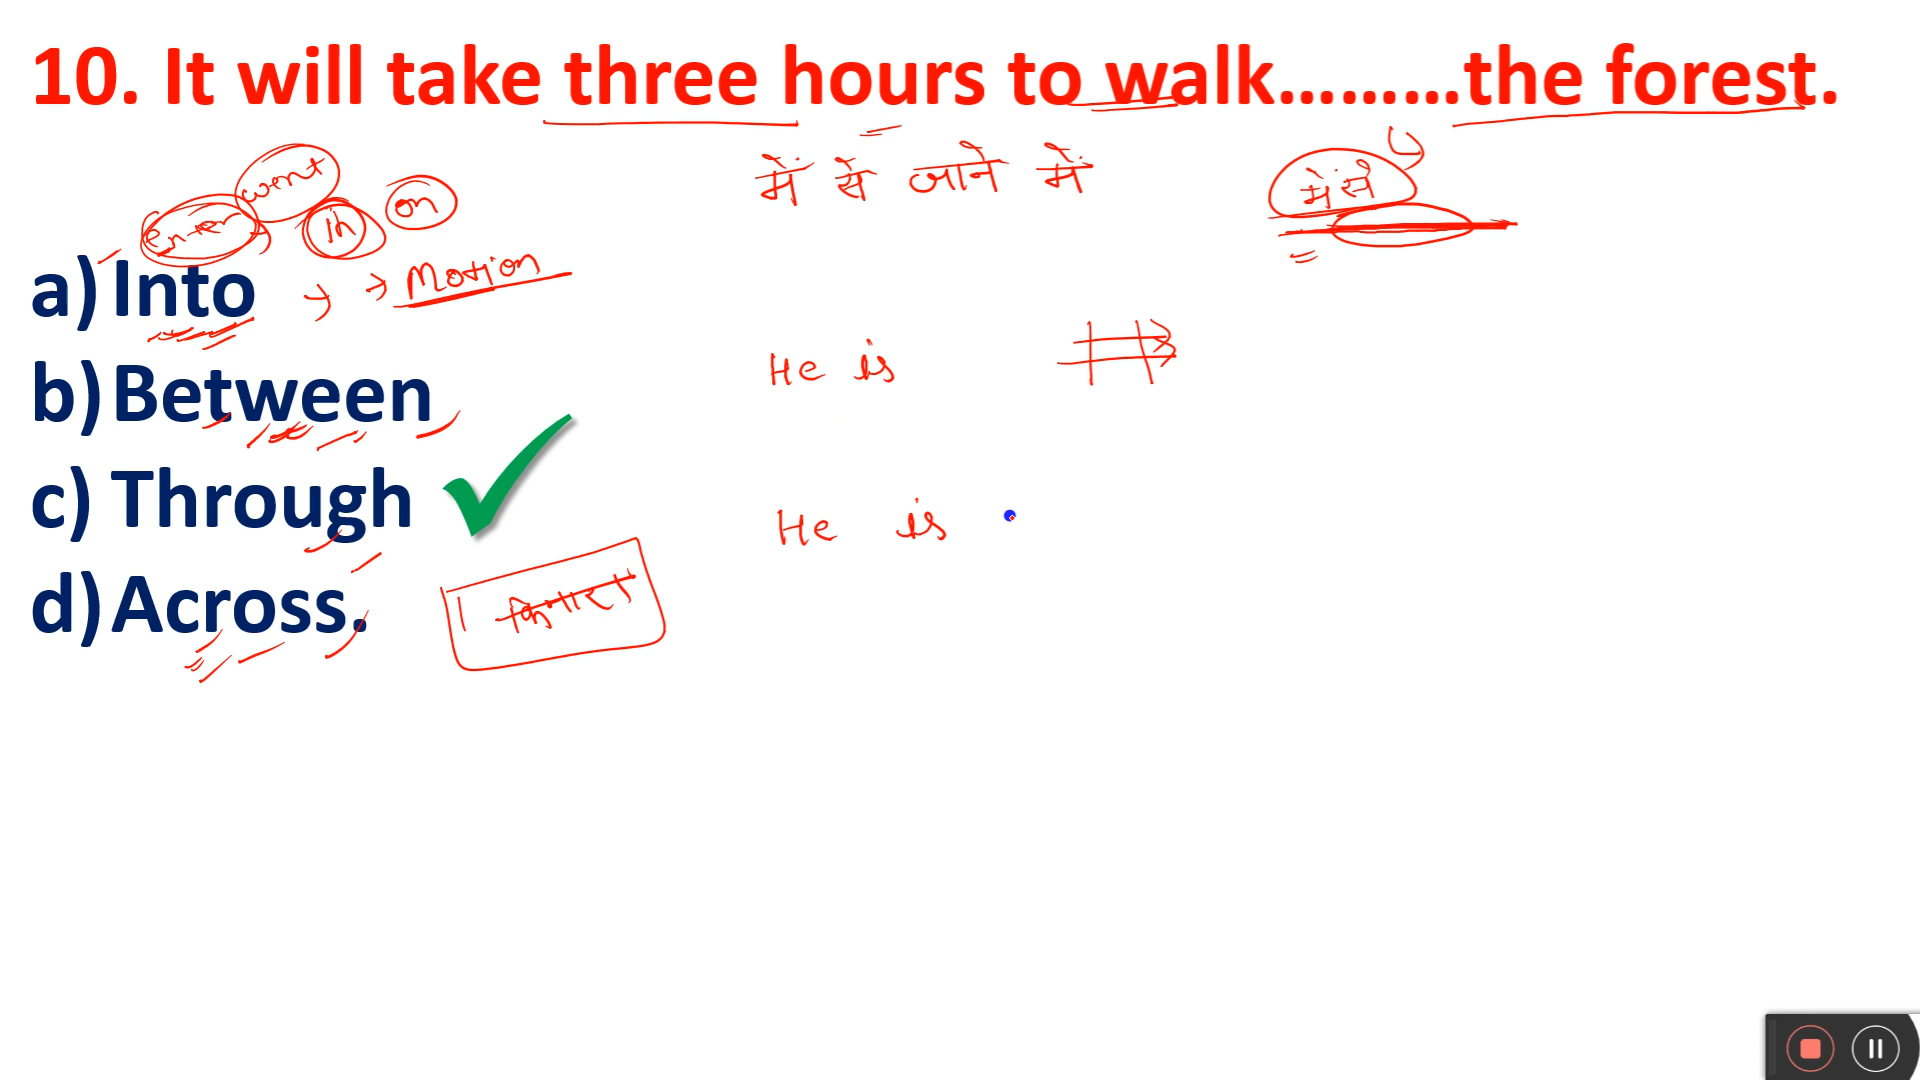 10. It will take three hours to walk.........the forest.
में से जाने में
में से
went
enter in on
a) Into
Motion
He is
b) Between
c) Through
He is
d) Across.